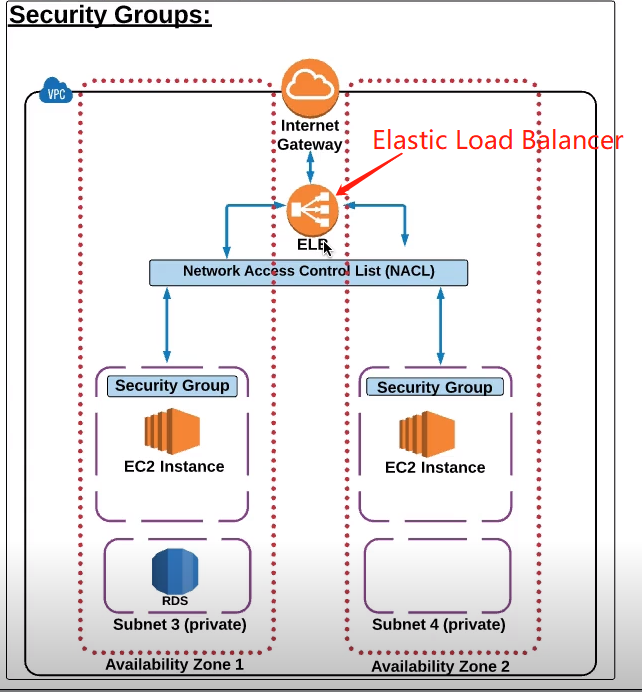 Security Groups:
VPC
Internet
Gateway
Elastic Load Balancer
ELB
Network Access Control List (NACL)
Security Group
Security Group
EC2 Instance
EC2 Instance
RDS
Subnet 3 (private)
Subnet 4 (private)
Availability Zone 1
Availability Zone 2